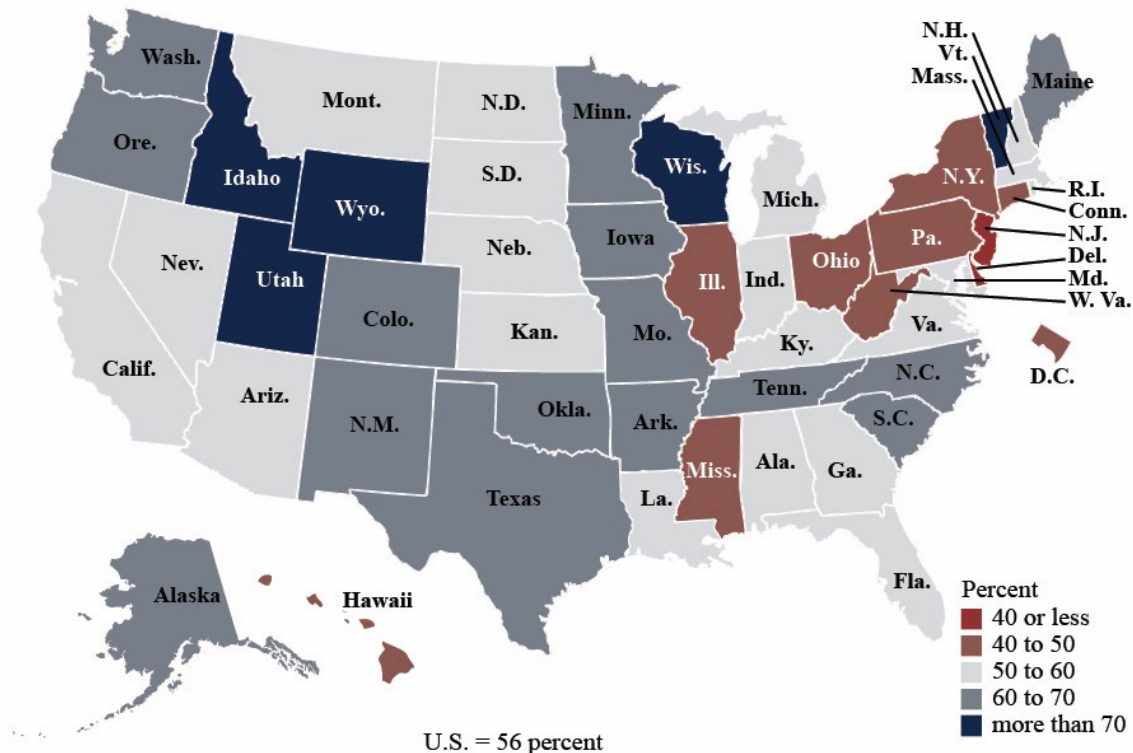 N.H.
Vt.
Mass.
Wash.
Maine
Mont.
N.D.
Minn.
Ore.
Idaho
S.D.
Wis.
N.Y.
Wyo.
Mich.
R.I.
Conn.
N.J.
Del.
Md.
W. Va.
Iowa
Neb.
Pa.
Nev.
Utah
Ill.
Ind.
Ohio
Colo.
Kan.
Mo.
Ky.
Va.
Calif.
D.C.
Ariz.
N.M.
Okla.
Ark.
Tenn.
N.C.
S.C.
Texas
La.
Miss.
Ala.
Ga.
Fla.
Alaska
Hawaii
Percent
40 or less
40 to 50
50 to 60
60 to 70
more than 70
U.S. = 56 percent